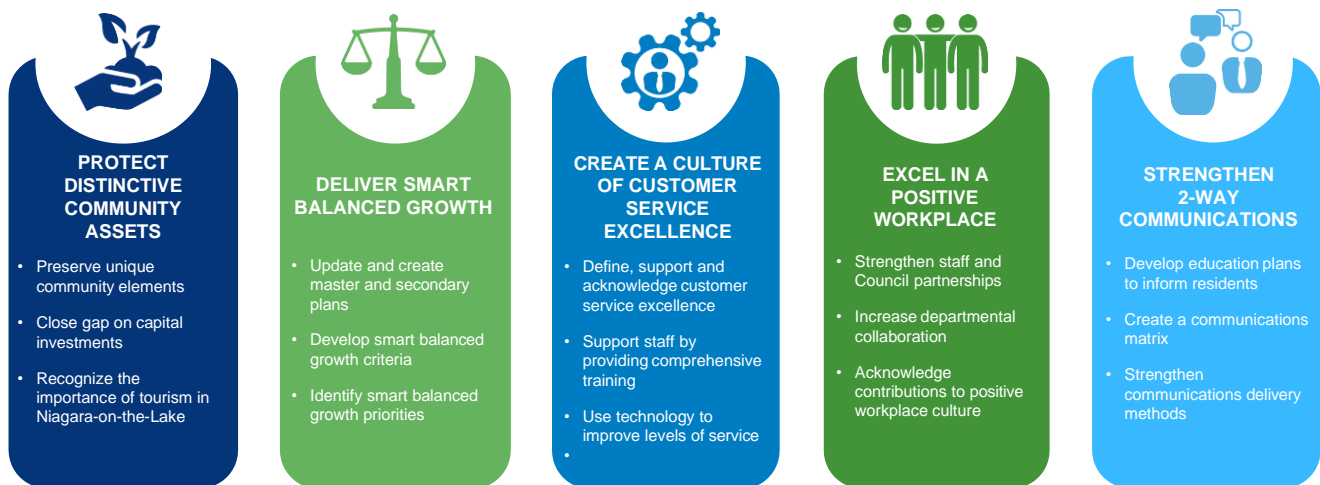 PROTECT
DISTINCTIVE
COMMUNITY
ASSETS
• Preserve unique
community elements
• Close gap on capital
investments
• Recognize the
importance of tourism in
Niagara-on-the-Lake
DELIVER SMART
BALANCED GROWTH
• Update and create
master and secondary
plans
• Develop smart balanced
growth criteria
• Identify smart balanced
growth priorities
CREATE A CULTURE
OF CUSTOMER
SERVICE
EXCELLENCE
• Define, support and
acknowledge customer
service excellence
• Support staff by
providing comprehensive
training
• Use technology to
improve levels of service
•
EXCEL IN A
POSITIVE
WORKPLACE
• Strengthen staff and
Council partnerships
• Increase departmental
collaboration
• Acknowledge
contributions to positive
workplace culture
STRENGTHEN
2-WAY
COMMUNICATIONS
• Develop education plans
to inform residents
• Create a communications
matrix
• Strengthen
communications delivery
methods